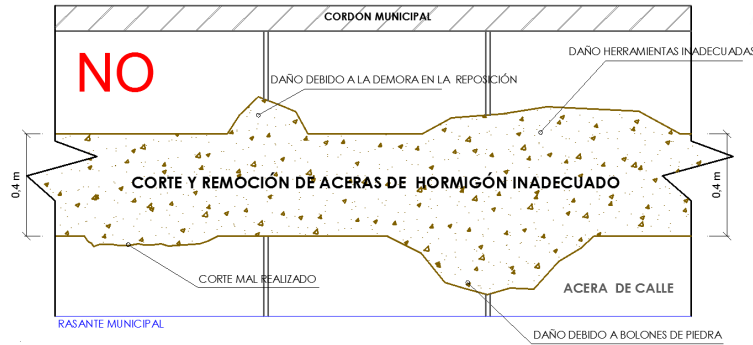 CORDON MUNICIPAL
NO
DAÑO HERRAMIENTAS INADECUADAS
DAÑO DEBIDO A LA DEMORA EN LA REPOSICIÓN
0,4 m
CORTE Y REMOCIÓN DE ACERAS DE HORMIGÓN INADECUADO
0,4 m
CORTE MAL REALIZADO
ACERA DE CALLE
RASANTE MUNICIPAL
DAÑO DEBIDO A BOLONES DE PIEDRA